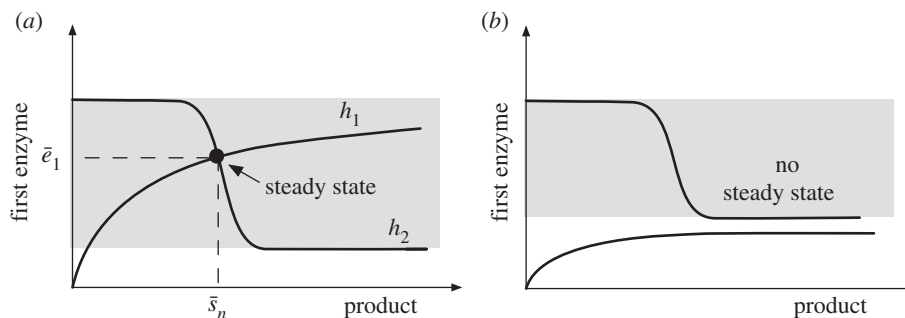 (a)
first enzyme
ē₁
h₁
steady state
h₂
s̄ₙ
product
(b)
first enzyme
no
steady state
product